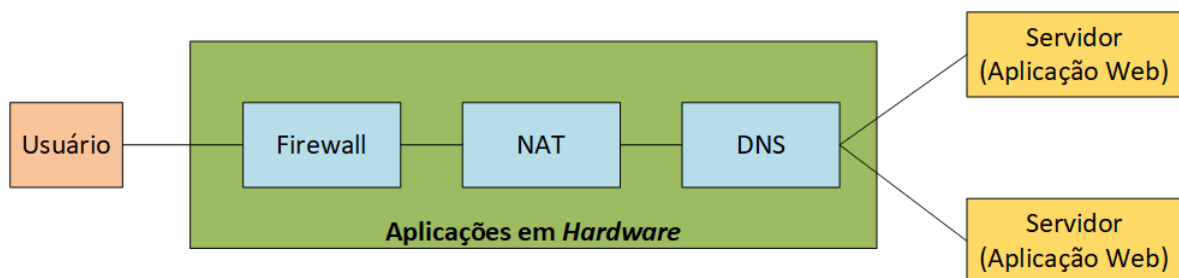 Servidor
(Aplicação Web)
Usuário
Firewall
NAT
DNS
Aplicações em Hardware
Servidor
(Aplicação Web)